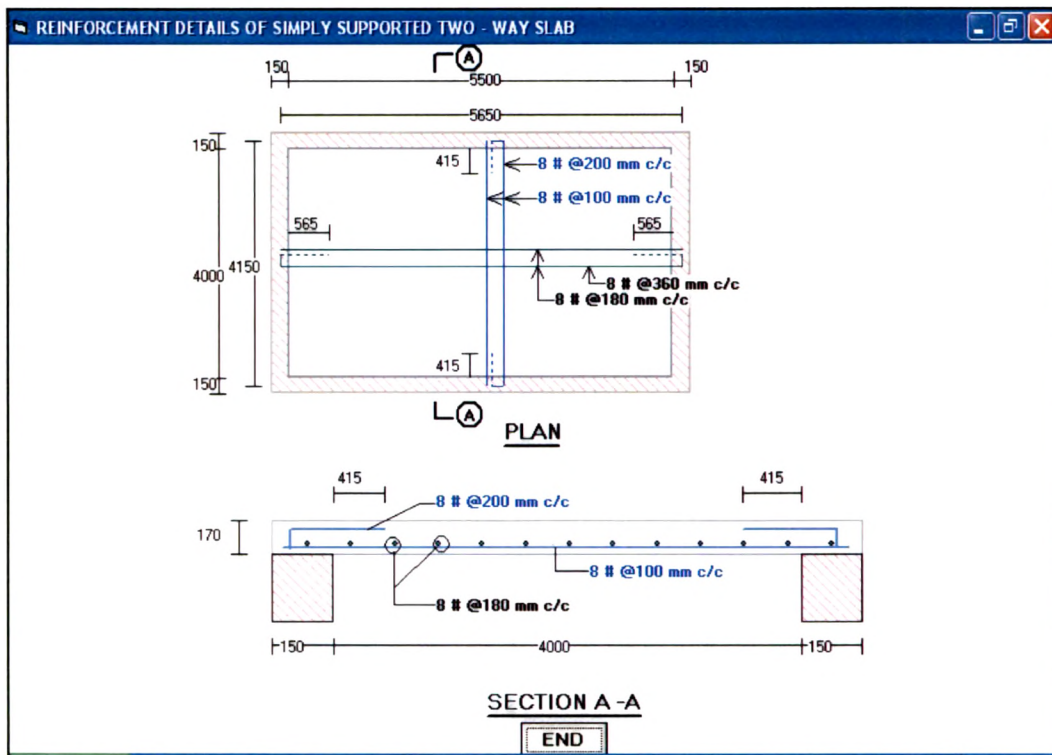 REINFORCEMENT DETAILS OF SIMPLY SUPPORTED TWO - WAY SLAB
A
150 5500 150
5650
150
415
8 # @200 mm c/c
8 # @100 mm c/c
565 565
4000 4150
8 # @360 mm c/c
8 # @180 mm c/c
415
150
A
PLAN
415 415
8 # @200 mm c/c
170
8 # @100 mm c/c
8 # @180 mm c/c
150 4000 150
SECTION A -A
END